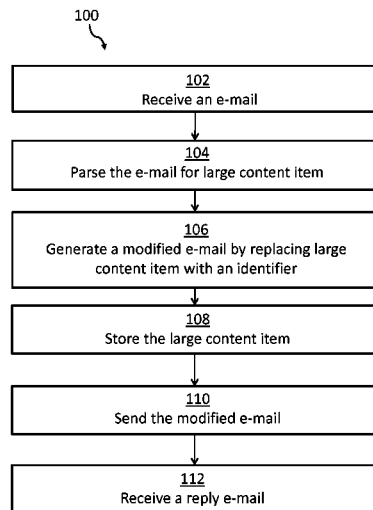 100
102
Receive an e-mail
104
Parse the e-mail for large content item
106
Generate a modified e-mail by replacing large
content item with an identifier
108
Store the large content item
110
Send the modified e-mail
112
Receive a reply e-mail